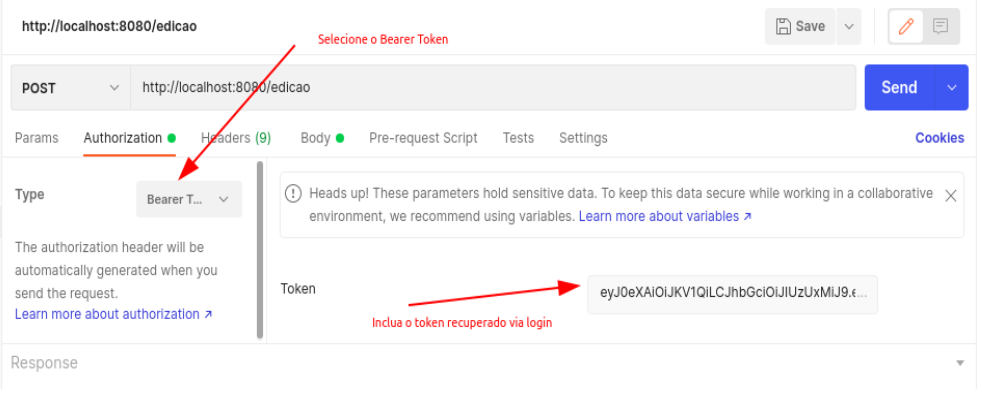 http://localhost:8080/edicao
Save
Selecione o Bearer Token
POST
http://localhost:8080/edicao
Send
Params
Authorization
Headers (9)
Body
Pre-request Script
Tests
Settings
Cookies
Type
Bearer T...
The authorization header will be
automatically generated when you
send the request.
Learn more about authorization ↗
Heads up! These parameters hold sensitive data. To keep this data secure while working in a collaborative
environment, we recommend using variables. Learn more about variables ↗
Token
eyJ0eXAiOiJKV1QiLCJhbGciOiJIUzUxMiJ9.e...
Inclua o token recuperado via login
Response